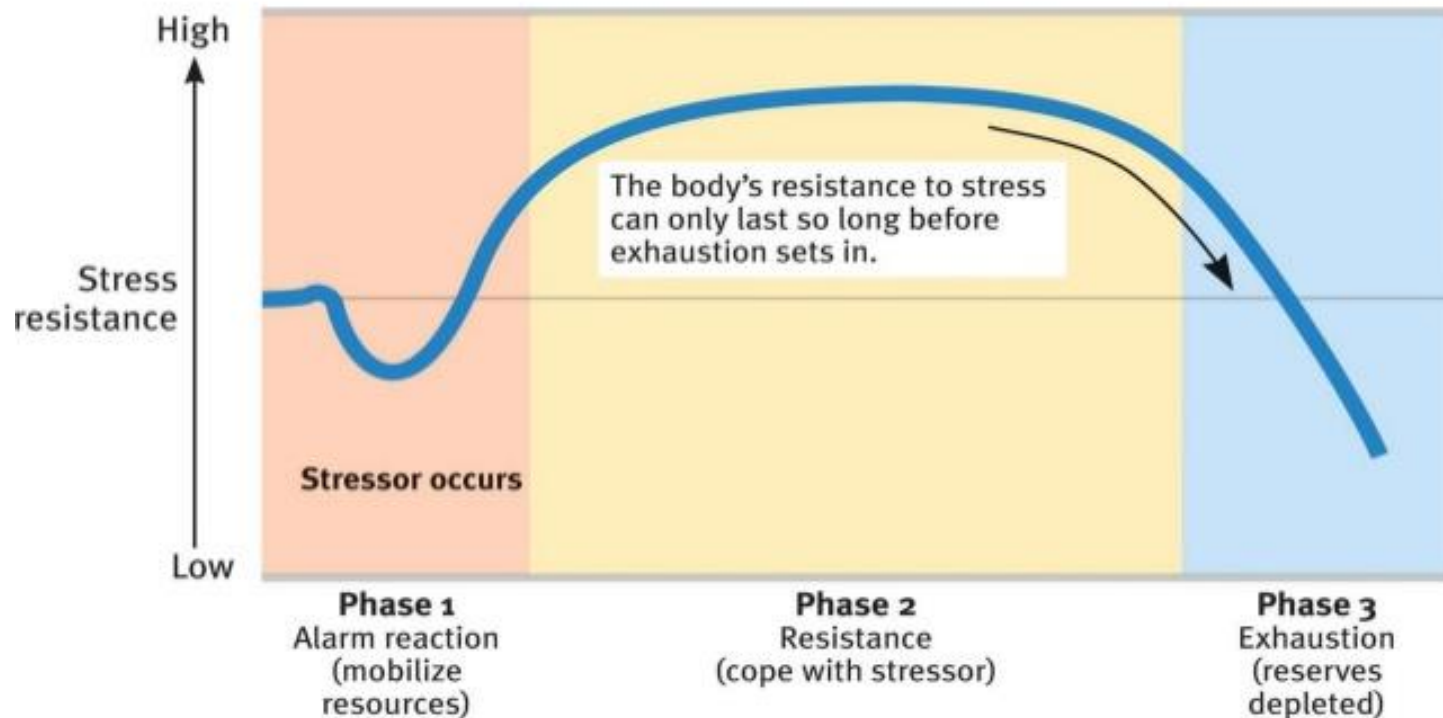 High
Stress
resistance
Low
The body's resistance to stress
can only last so long before
exhaustion sets in.
Stressor occurs
Phase 1
Alarm reaction
(mobilize
resources)
Phase 2
Resistance
(cope with stressor)
Phase 3
Exhaustion
(reserves
depleted)